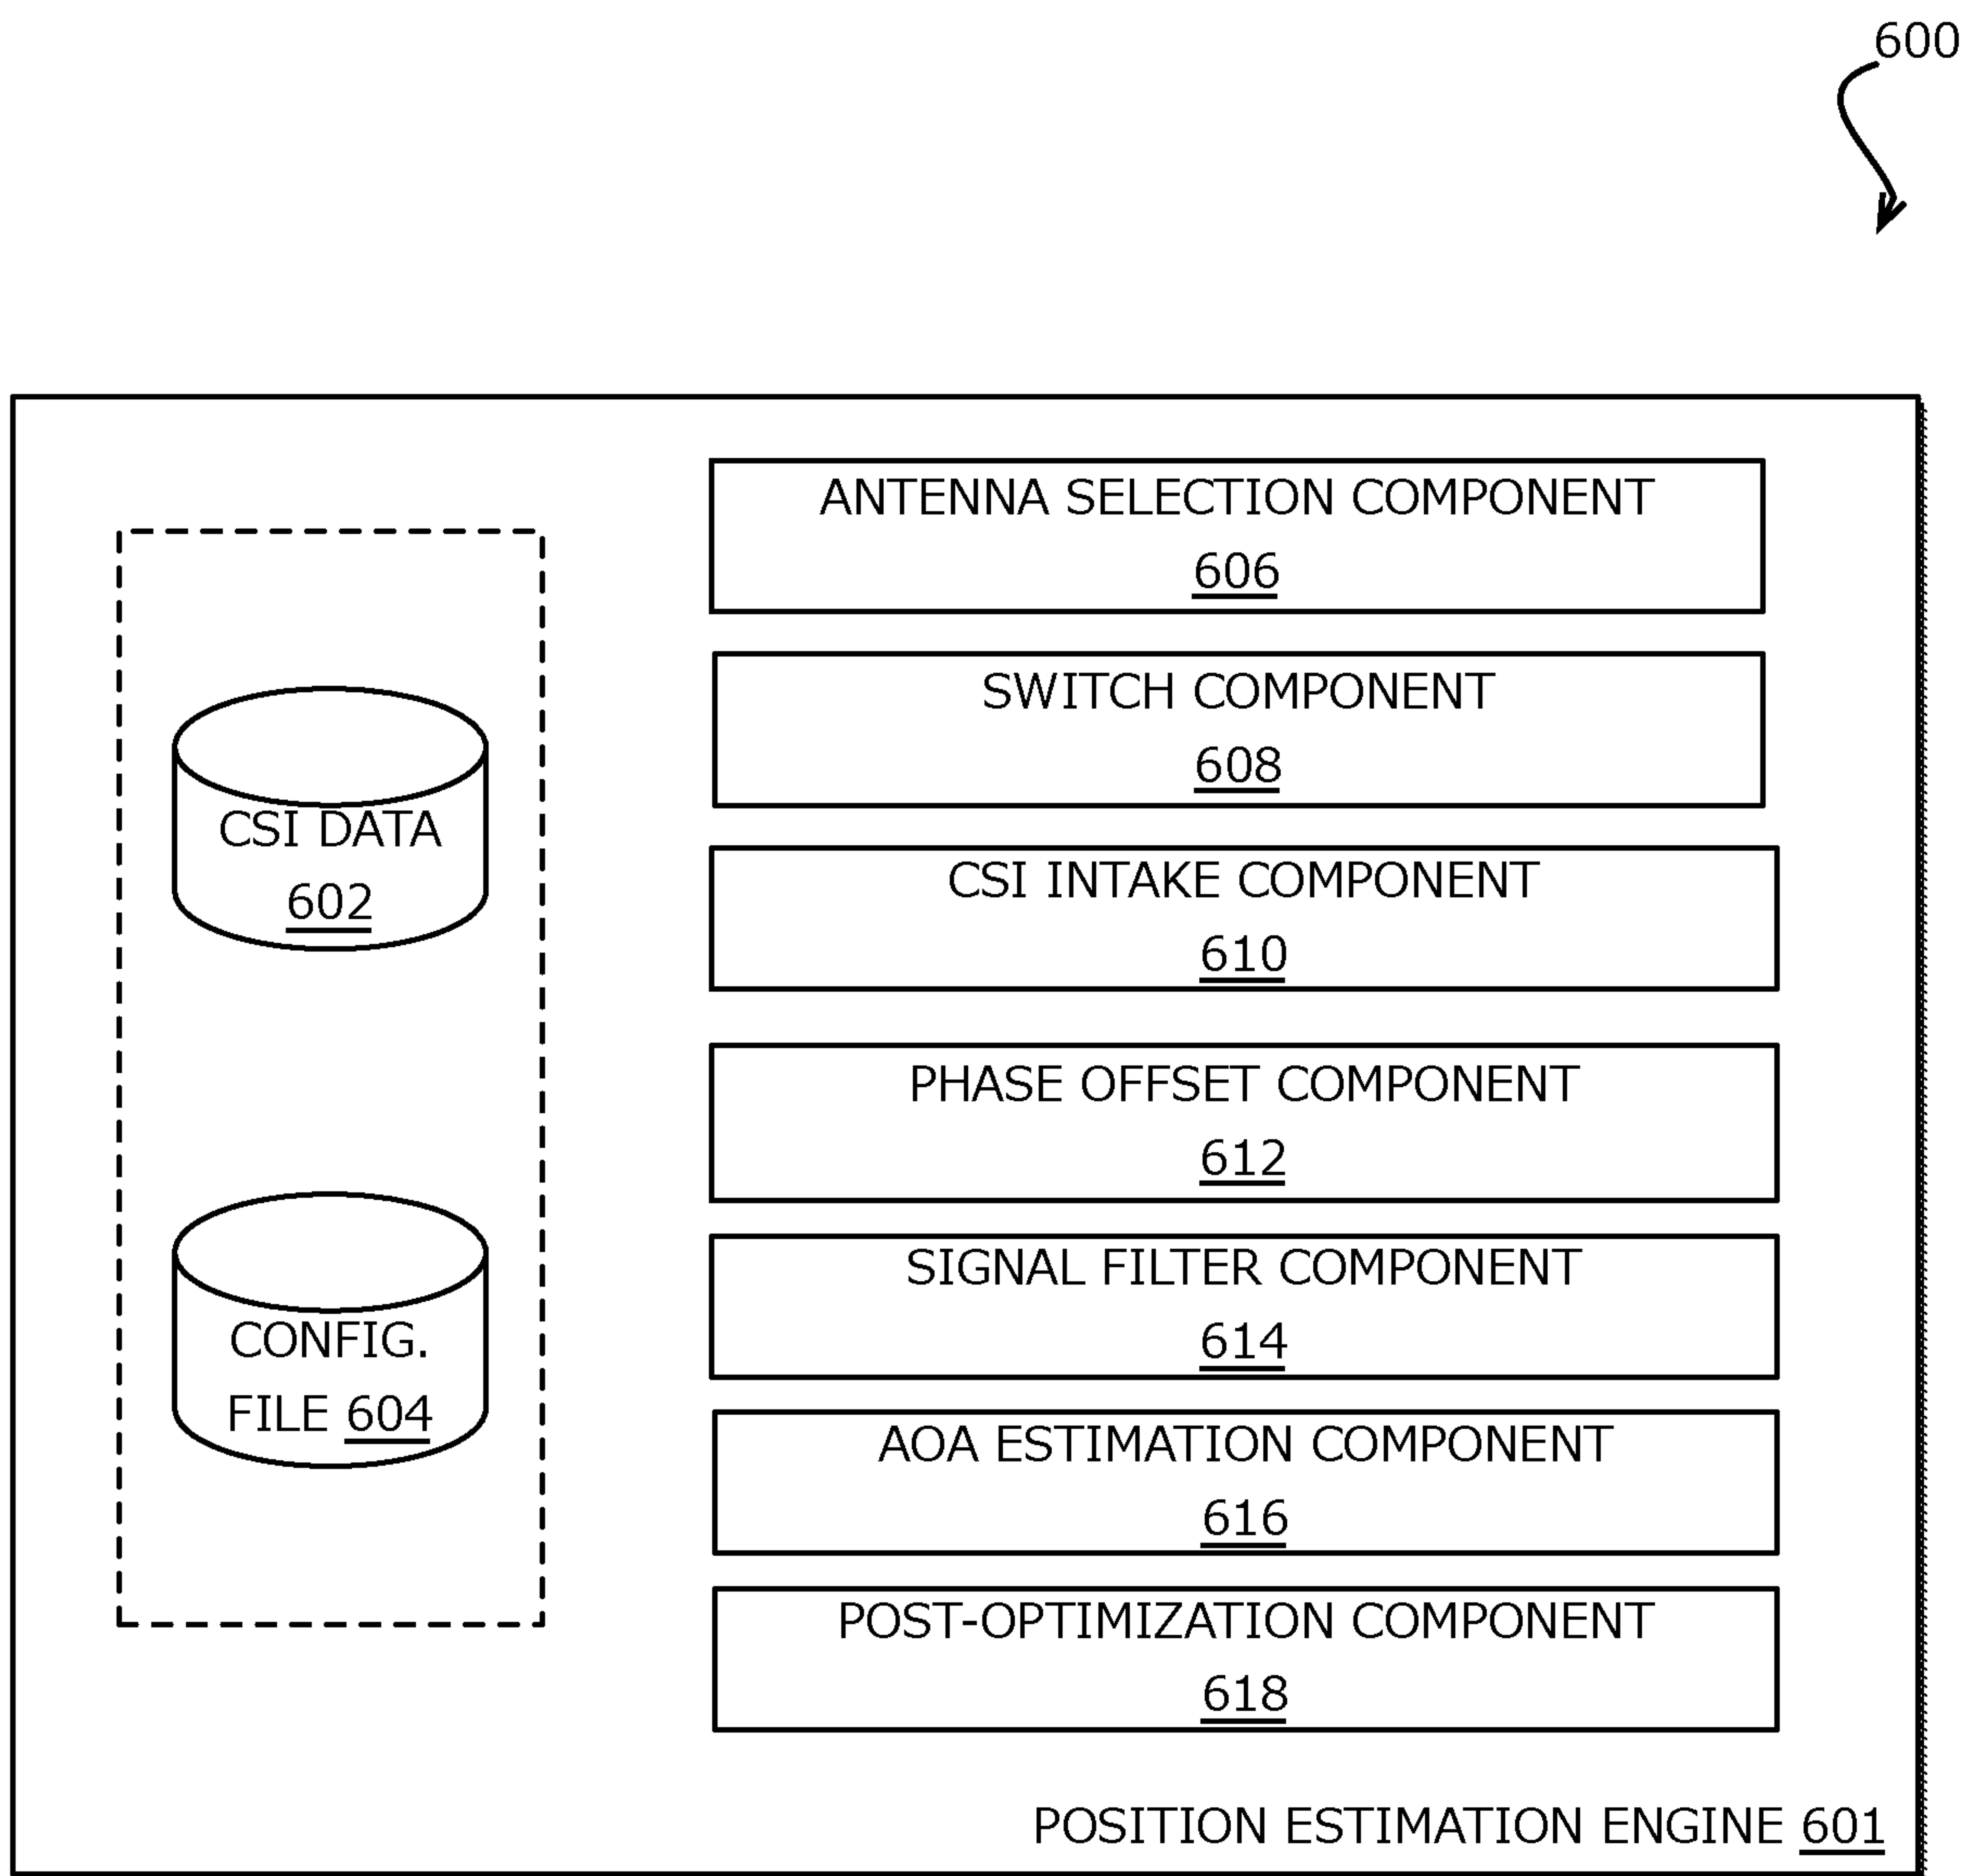 600
ANTENNA SELECTION COMPONENT
606
SWITCH COMPONENT
608
CSI DATA
602
CSI INTAKE COMPONENT
610
PHASE OFFSET COMPONENT
612
SIGNAL FILTER COMPONENT
614
CONFIG.
FILE 604
AOA ESTIMATION COMPONENT
616
POST-OPTIMIZATION COMPONENT
618
POSITION ESTIMATION ENGINE 601